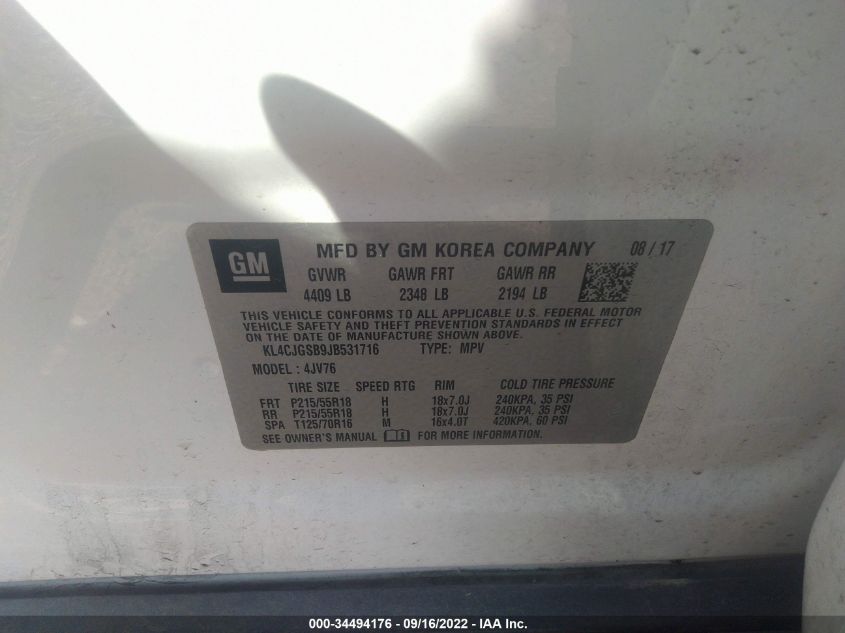 GM MFD BY GM KOREA COMPANY 08 / 17
GVWR GAWR FRT GAWR RR
4409 LB 2348 LB 2194 LB
THIS VEHICLE CONFORMS TO ALL APPLICABLE U.S. FEDERAL MOTOR
VEHICLE SAFETY AND THEFT PREVENTION STANDARDS IN EFFECT
ON THE DATE OF MANUFACTURE SHOWN ABOVE.
KL4CJGSB9JB531716 TYPE: MPV
MODEL : 4JV76
TIRE SIZE SPEED RTG RIM COLD TIRE PRESSURE
FRT P215/55R18 H 18x7.0J 240KPA, 35 PSI
RR P215/55R18 H 18x7.0J 240KPA, 35 PSI
SPA T125/70R16 M 16x4.0T 420KPA, 60 PSI
SEE OWNER'S MANUAL FOR MORE INFORMATION.
000-34494176 - 09/16/2022 - IAA Inc.